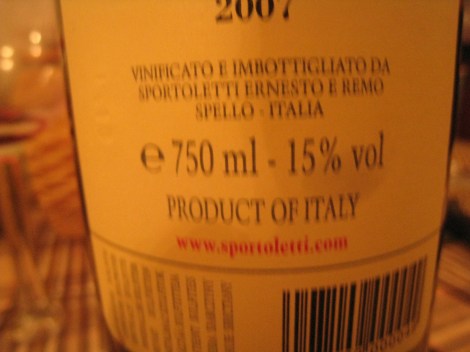 2007
VINIFICATO E IMBOTTIGLIATO DA
SPORTOLETTI ERNESTO E REMO
SPELLO - ITALIA
℮ 750 ml - 15% vol
PRODUCT OF ITALY
www.sportoletti.com